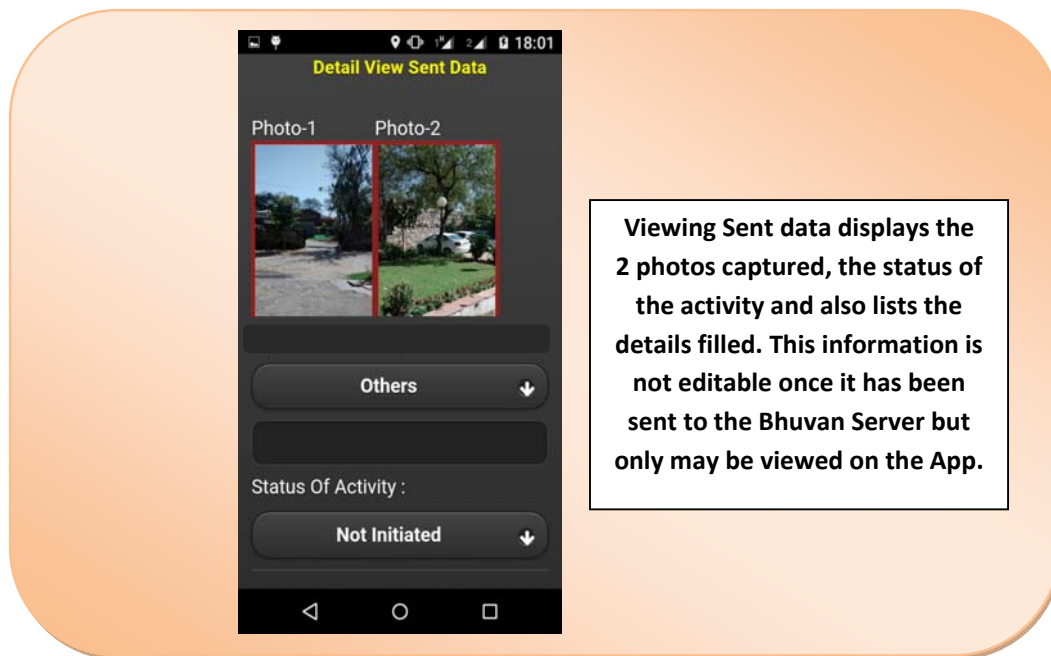 18:01
Detail View Sent Data
Photo-1 Photo-2
Others
Status Of Activity :
Not Initiated
Viewing Sent data displays the
2 photos captured, the status of
the activity and also lists the
details filled. This information is
not editable once it has been
sent to the Bhuvan Server but
only may be viewed on the App.